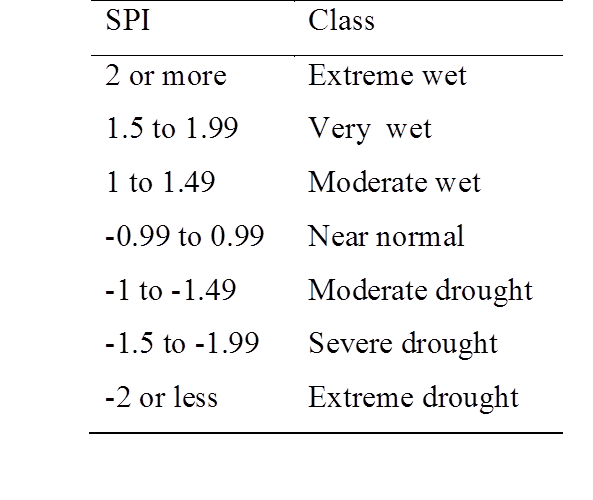 SPI Class
2 or more Extreme wet
1.5 to 1.99 Very wet
1 to 1.49 Moderate wet
-0.99 to 0.99 Near normal
-1 to -1.49 Moderate drought
-1.5 to -1.99 Severe drought
-2 or less Extreme drought